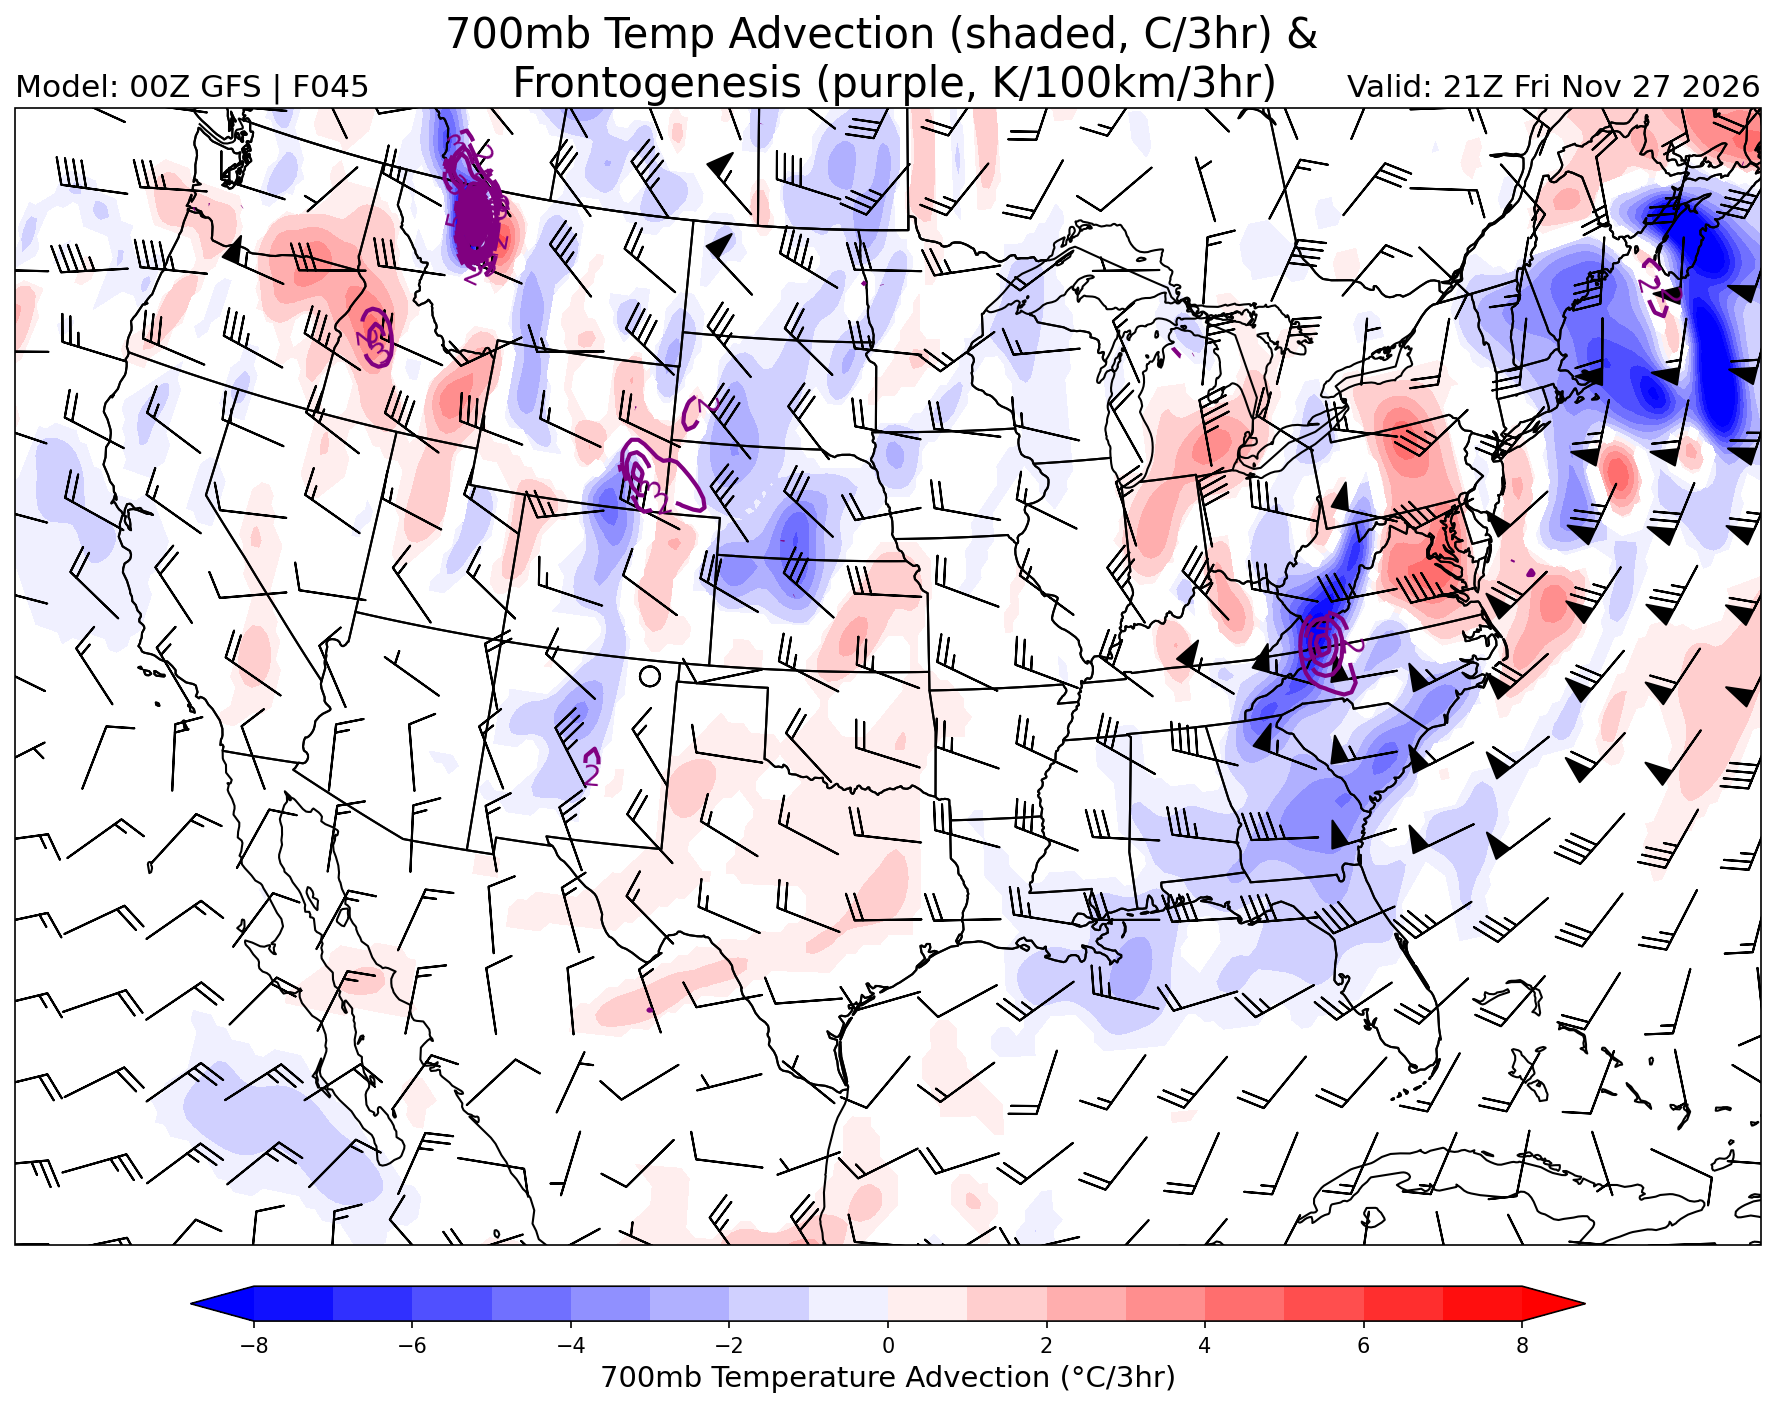 700mb Temp Advection (shaded, C/3hr) &
Frontogenesis (purple, K/100km/3hr)
Model: 00Z GFS | F045
Valid: 21Z Fri Nov 27 2026
−8 −6 −4 −2 0 2 4 6 8
700mb Temperature Advection (°C/3hr)